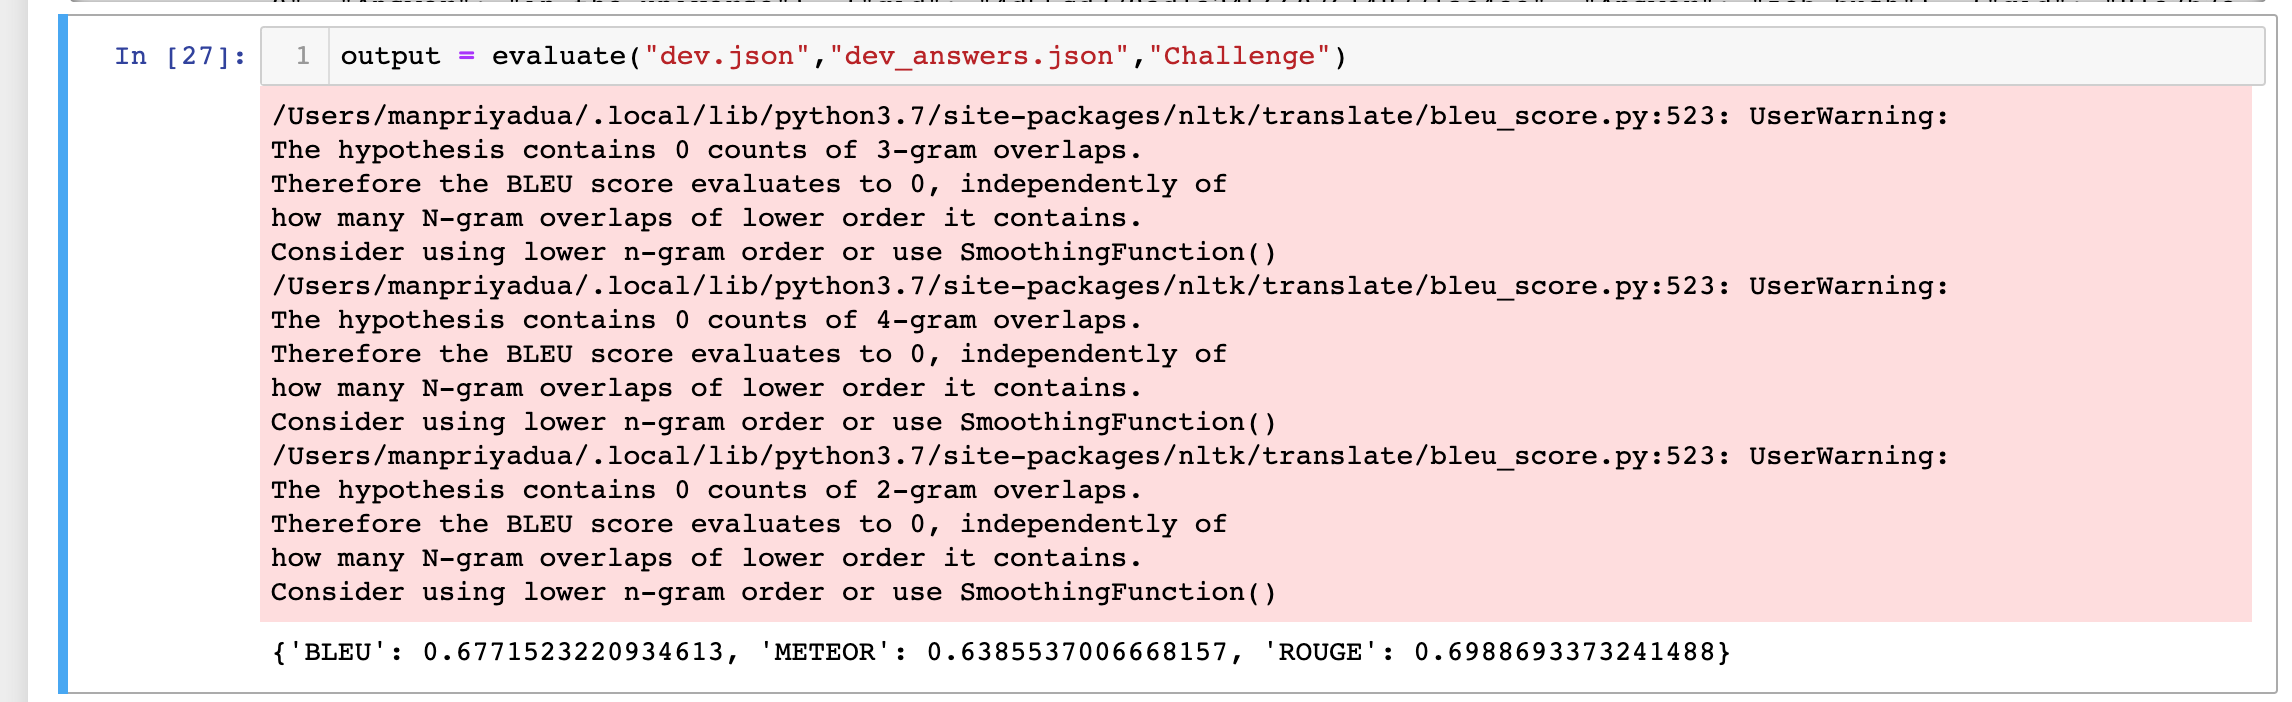 In [27]: 1 output = evaluate("dev.json","dev_answers.json","Challenge")
/Users/manpriyadua/.local/lib/python3.7/site-packages/nltk/translate/bleu_score.py:523: UserWarning:
The hypothesis contains 0 counts of 3-gram overlaps.
Therefore the BLEU score evaluates to 0, independently of
how many N-gram overlaps of lower order it contains.
Consider using lower n-gram order or use SmoothingFunction()
/Users/manpriyadua/.local/lib/python3.7/site-packages/nltk/translate/bleu_score.py:523: UserWarning:
The hypothesis contains 0 counts of 4-gram overlaps.
Therefore the BLEU score evaluates to 0, independently of
how many N-gram overlaps of lower order it contains.
Consider using lower n-gram order or use SmoothingFunction()
/Users/manpriyadua/.local/lib/python3.7/site-packages/nltk/translate/bleu_score.py:523: UserWarning:
The hypothesis contains 0 counts of 2-gram overlaps.
Therefore the BLEU score evaluates to 0, independently of
how many N-gram overlaps of lower order it contains.
Consider using lower n-gram order or use SmoothingFunction()
{'BLEU': 0.6771523220934613, 'METEOR': 0.6385537006668157, 'ROUGE': 0.6988693373241488}